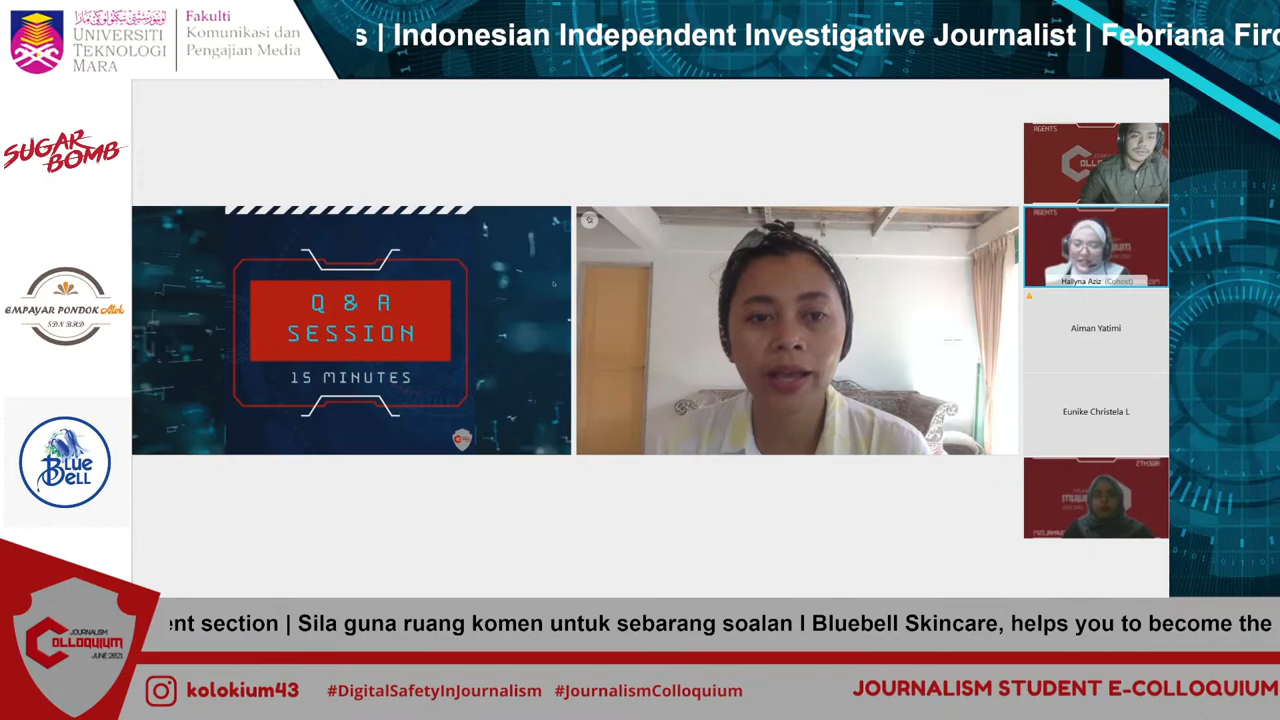 UNIVERSITI
TEKNOLOGI
MARA
Fakulti
Komunikasi dan
Pengajian Media
s | Indonesian Independent Investigative Journalist | Febriana Fird
SUGAR
BOMB
EMPAYAR PONDOK Atok
SDN BHD
BLUE
BELL
Q & A
SESSION
15 MINUTES
AGENTS
AGENTS
Hallyna Aziz (Cohost)
Aiman Yatimi
Eunike Christela L
JOURNALISM
COLLOQUIUM
JUNE 2021
ent section | Sila guna ruang komen untuk sebarang soalan I Bluebell Skincare, helps you to become the
kolokium43
#DigitalSafetyInJournalism #JournalismColloquium
JOURNALISM STUDENT E-COLLOQUIUM